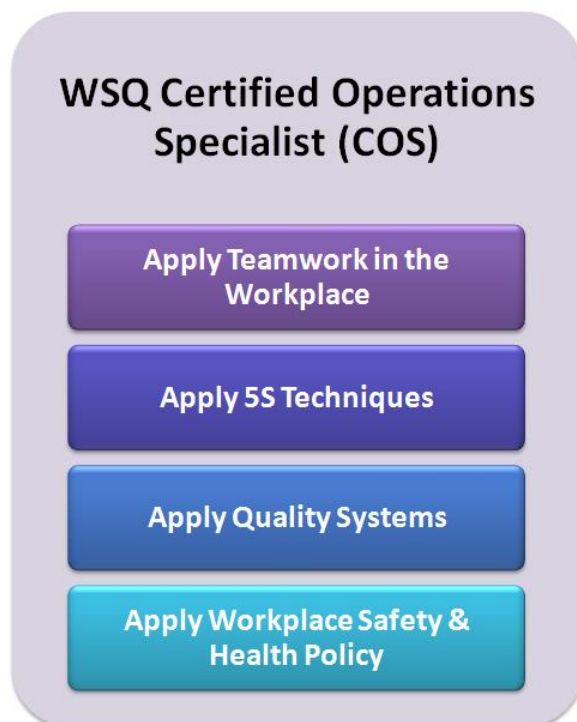 WSQ Certified Operations
Specialist (COS)
Apply Teamwork in the
Workplace
Apply 5S Techniques
Apply Quality Systems
Apply Workplace Safety &
Health Policy